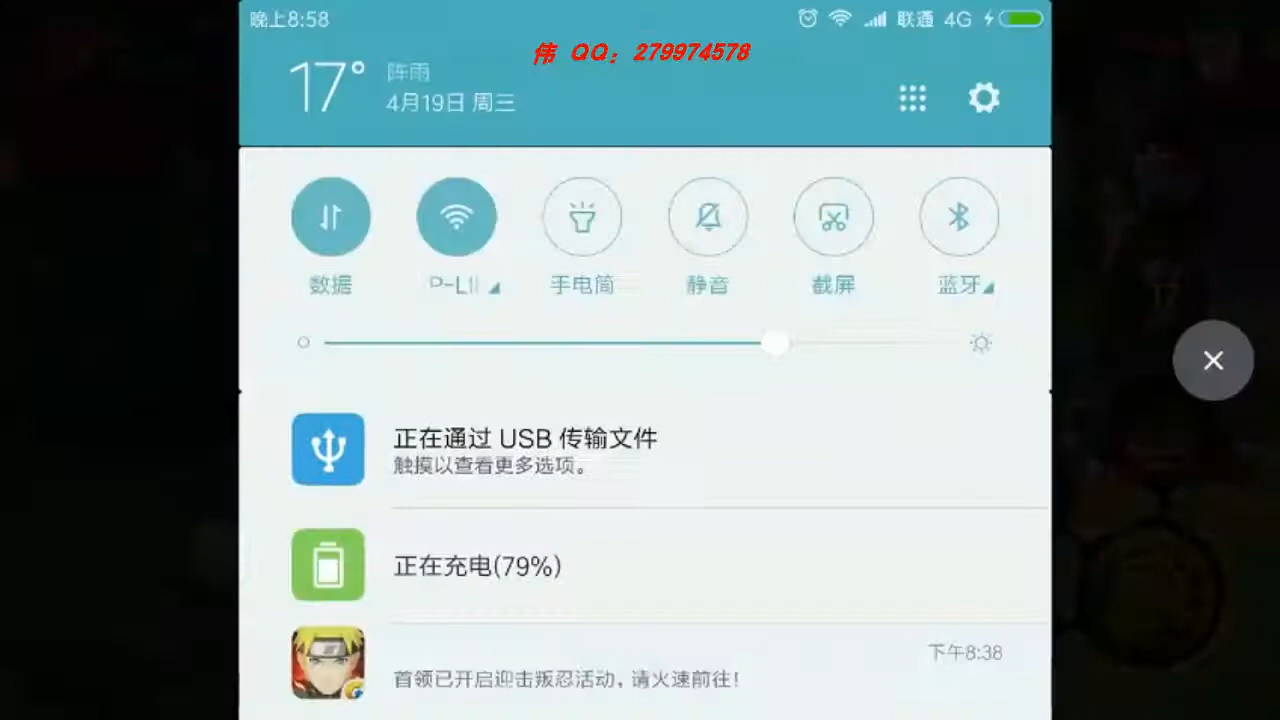 晚上8:58
联通 4G
伟 QQ：279974578
17°
阵雨
4月19日 周三
数据
P-LI
手电筒
静音
截屏
蓝牙
正在通过 USB 传输文件
触摸以查看更多选项。
正在充电(79%)
下午8:38
首领已开启迎击叛忍活动，请火速前往！